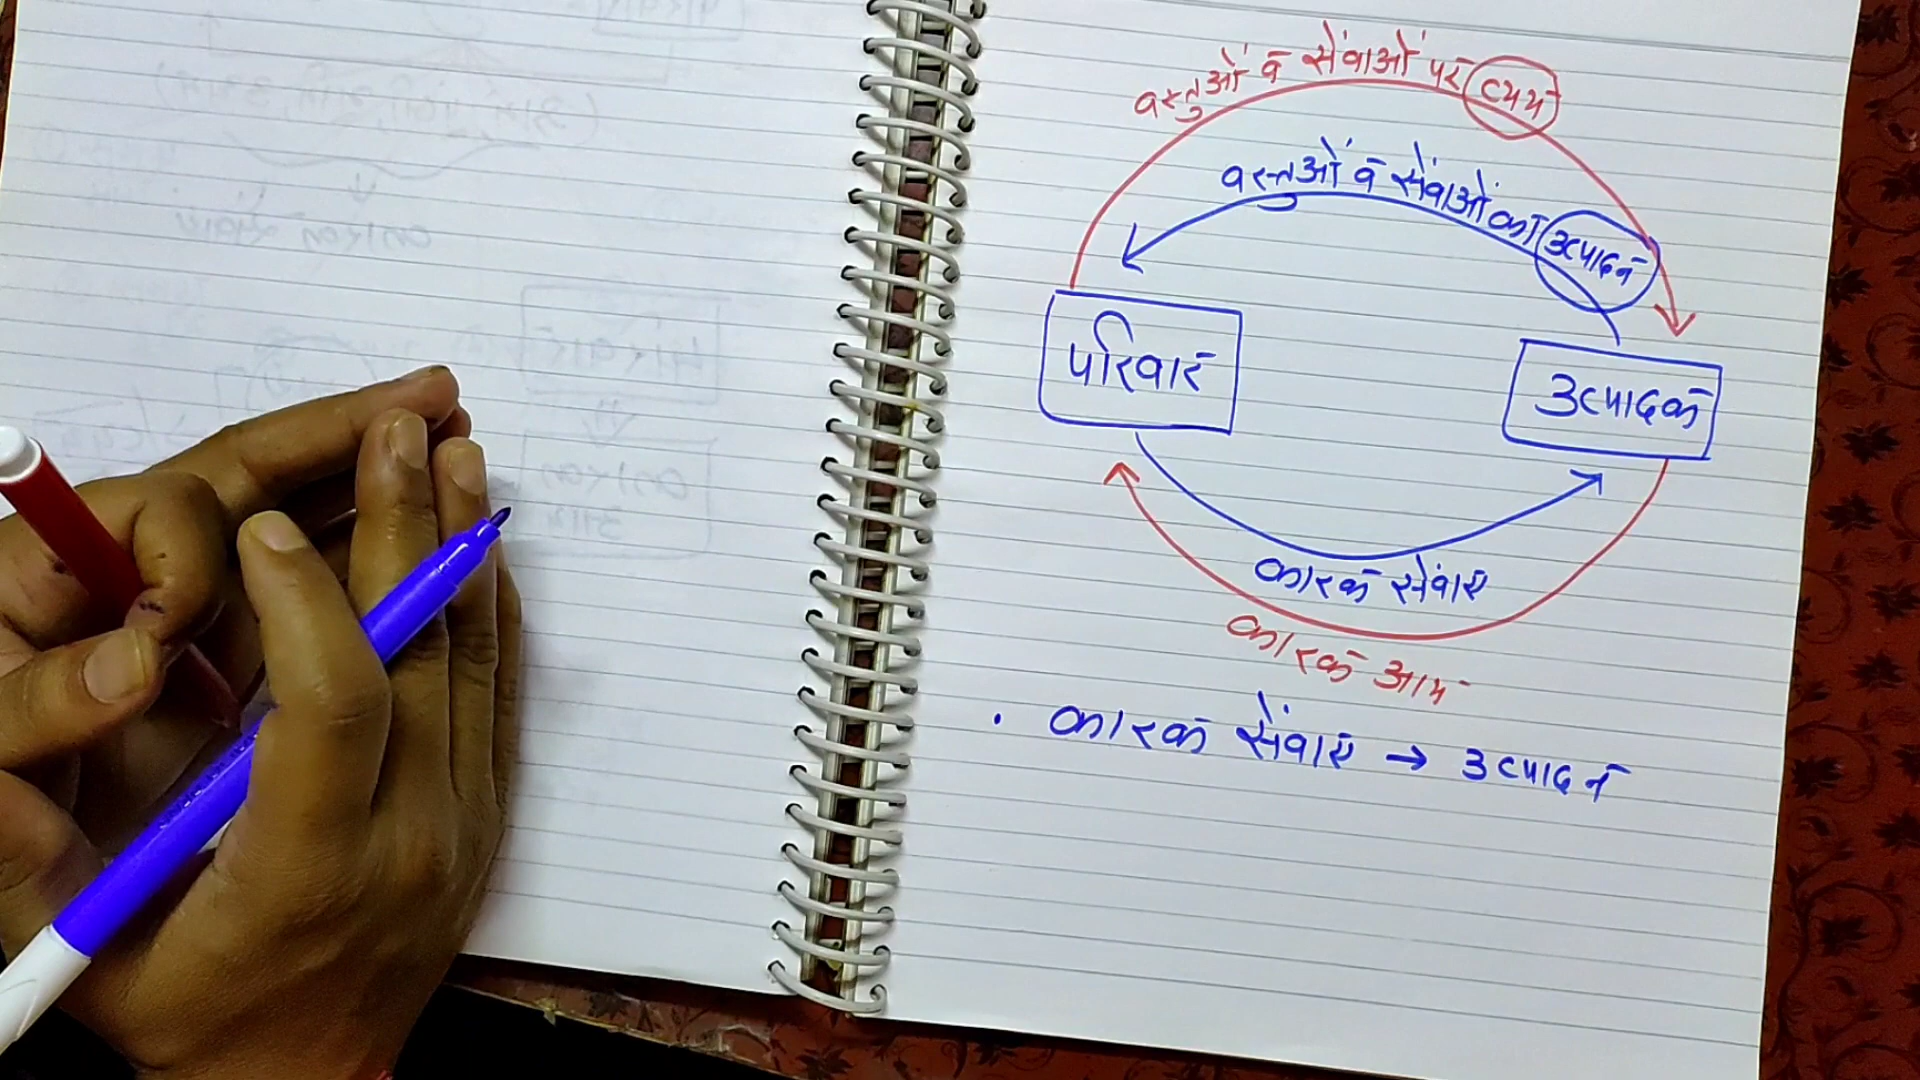 वस्तुओं व सेवाओं पर व्यय
वस्तुओं व सेवाओं का उत्पादन
परिवार
उत्पादक
कारक सेवाएं
कारक आय
• कारक सेवाएं → उत्पादन